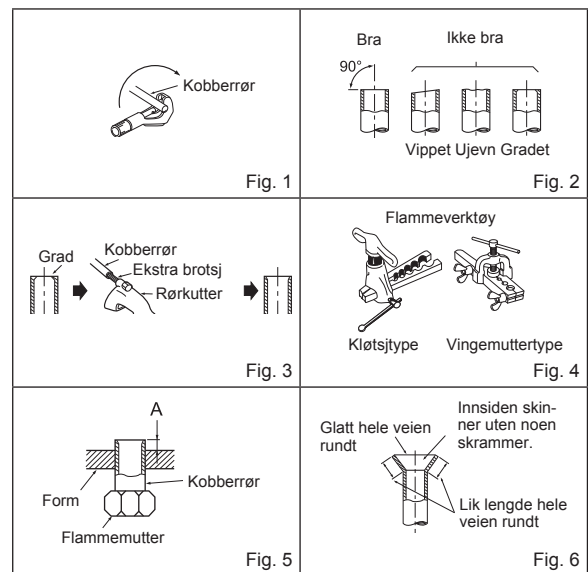 Kobberrør
Fig. 1
Bra
Ikke bra
90°
Vippet Ujevn Gradet
Fig. 2
Grad
Kobberrør
Ekstra brotsj
Rørkutter
Fig. 3
Flammeverktøy
Kløtsjtype
Vingemuttertype
Fig. 4
A
Kobberrør
Form
Flammemutter
Fig. 5
Glatt hele veien
rundt
Innsiden skin-
ner uten noen
skrammer.
Lik lengde hele
veien rundt
Fig. 6